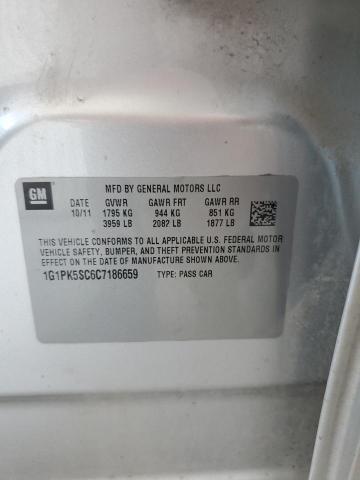 MFD BY GENERAL MOTORS LLC
GM DATE GVWR GAWR FRT GAWR RR
10/11 1795 KG 944 KG 851 KG
3959 LB 2082 LB 1877 LB
THIS VEHICLE CONFORMS TO ALL APPLICABLE U.S. FEDERAL MOTOR
VEHICLE SAFETY, BUMPER, AND THEFT PREVENTION STANDARDS
IN EFFECT ON THE DATE OF MANUFACTURE SHOWN ABOVE.
1G1PK5SC6C7186659 TYPE: PASS CAR